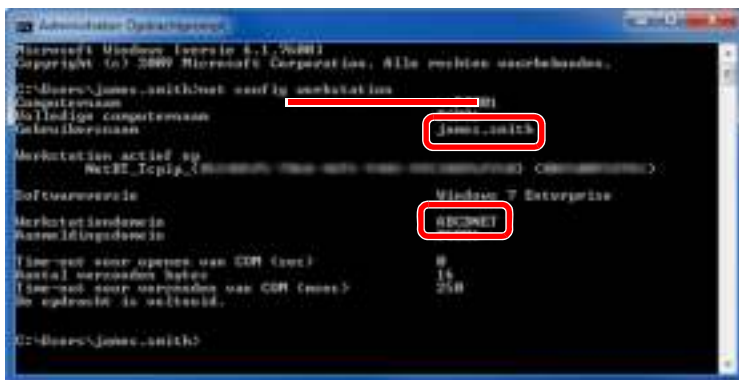 Administrator: Opdrachtprompt
Microsoft Windows [versie 6.1.7600]
Copyright (c) 2009 Microsoft Corporation. Alle rechten voorbehouden.
C:\Users\james.smith>net config workstation
Computernaam
Volledige computernaam
Gebruikersnaam james.smith
Werkstation actief op
NetBT_Tcpip_{
Softwareversie Windows 7 Enterprise
Werkstationdomein ABCDNET
Aanmeldingsdomein
Time-out voor openen van COM (sec) 0
Aantal verzonden bytes 16
Time-out voor verzenden van COM (msec) 250
De opdracht is voltooid.
C:\Users\james.smith>